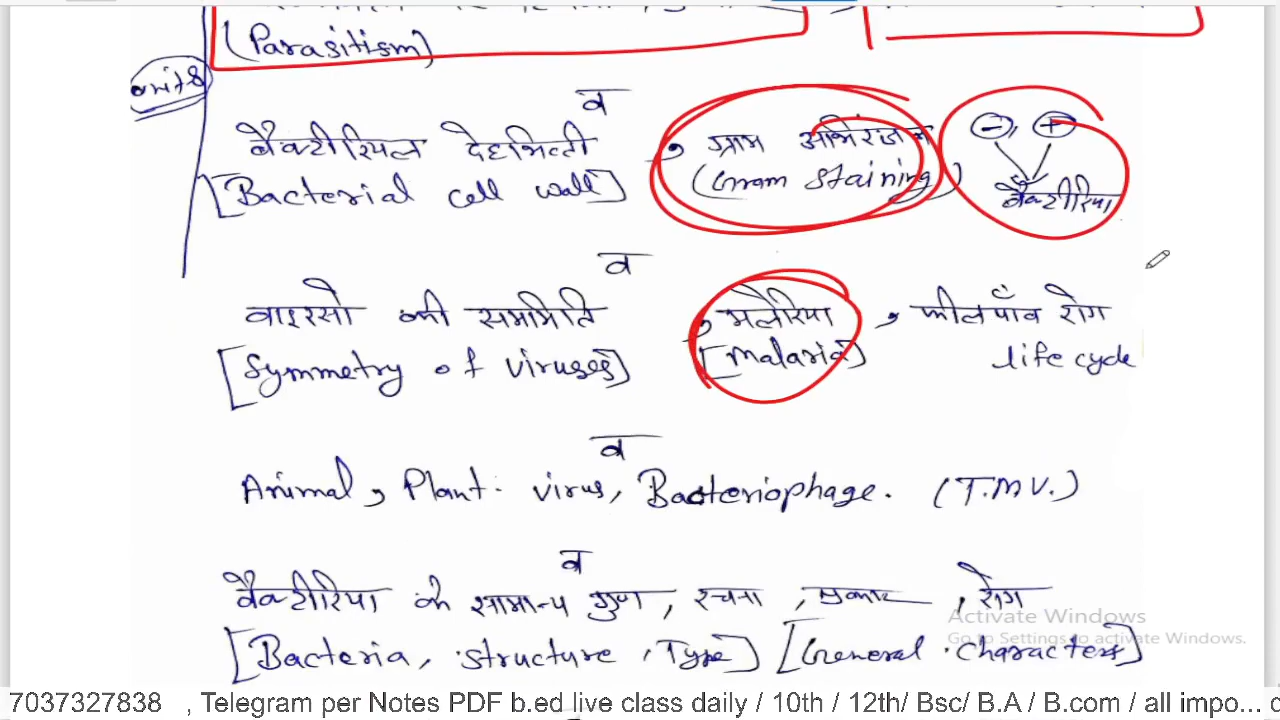 (Parasitism)
unit 8
व
बैक्टीरियल देहभित्ती , ग्राम अभिरंजन -, +
[Bacterial cell wall] (Gram staining) बैक्टीरिया
व
वाइरसो की सममिति , मलैरिया , फीलपाँव रोग
[Symmetry of viruses] [Malaria] life cycle
व
Animal, Plant. virus, Bacteriophage. (T.M.V.)
व
बैक्टीरिया के सामान्य गुण, रचना, प्रकार, रोग
[Bacteria, structure, Type] [General characters]
Activate Windows
Go to Settings to activate Windows.
7037327838 , Telegram per Notes PDF b.ed live class daily / 10th / 12th/ Bsc/ B.A / B.com / all impo...